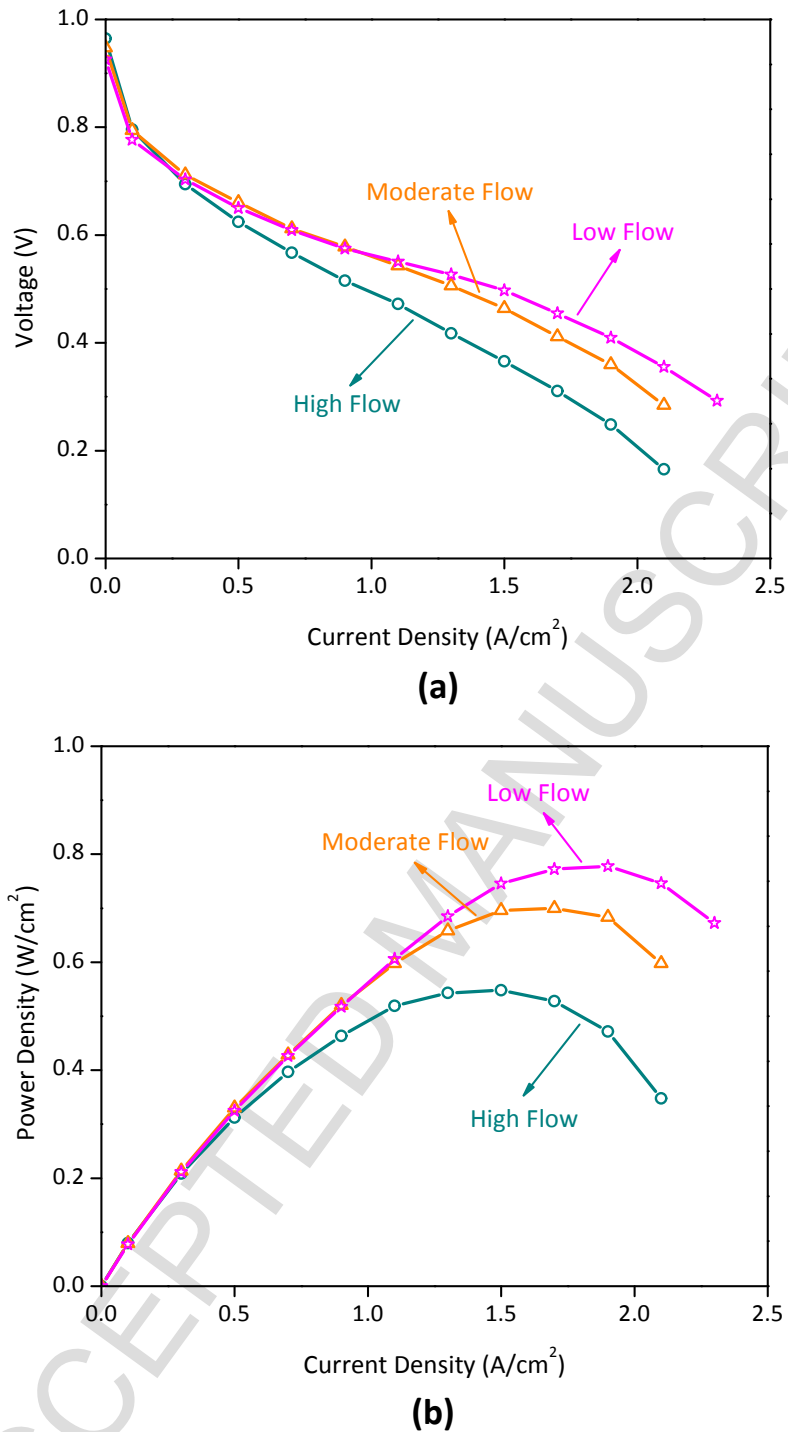 1.0
0.8
0.6
0.4
0.2
0.0
Voltage (V)
Moderate Flow
Low Flow
High Flow
0.0 0.5 1.0 1.5 2.0 2.5
Current Density (A/cm²)
(a)
1.0
0.8
0.6
0.4
0.2
0.0
Power Density (W/cm²)
Low Flow
Moderate Flow
High Flow
0.0 0.5 1.0 1.5 2.0 2.5
Current Density (A/cm²)
(b)
CEPTED MANUSCRI